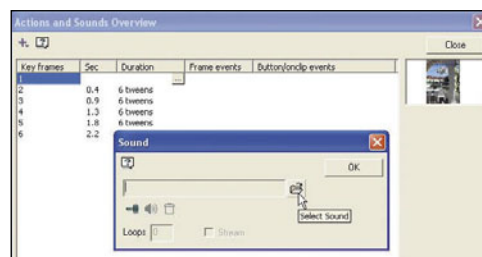 Actions and Sounds Overview
Close
Key frames Sec Duration Frame events Button/onclip events
1 ...
2 0.4 6 tweens
3 0.9 6 tweens
4 1.3 6 tweens
5 1.8 6 tweens
6 2.2
Sound
OK
Select Sound
Loops 0 Stream